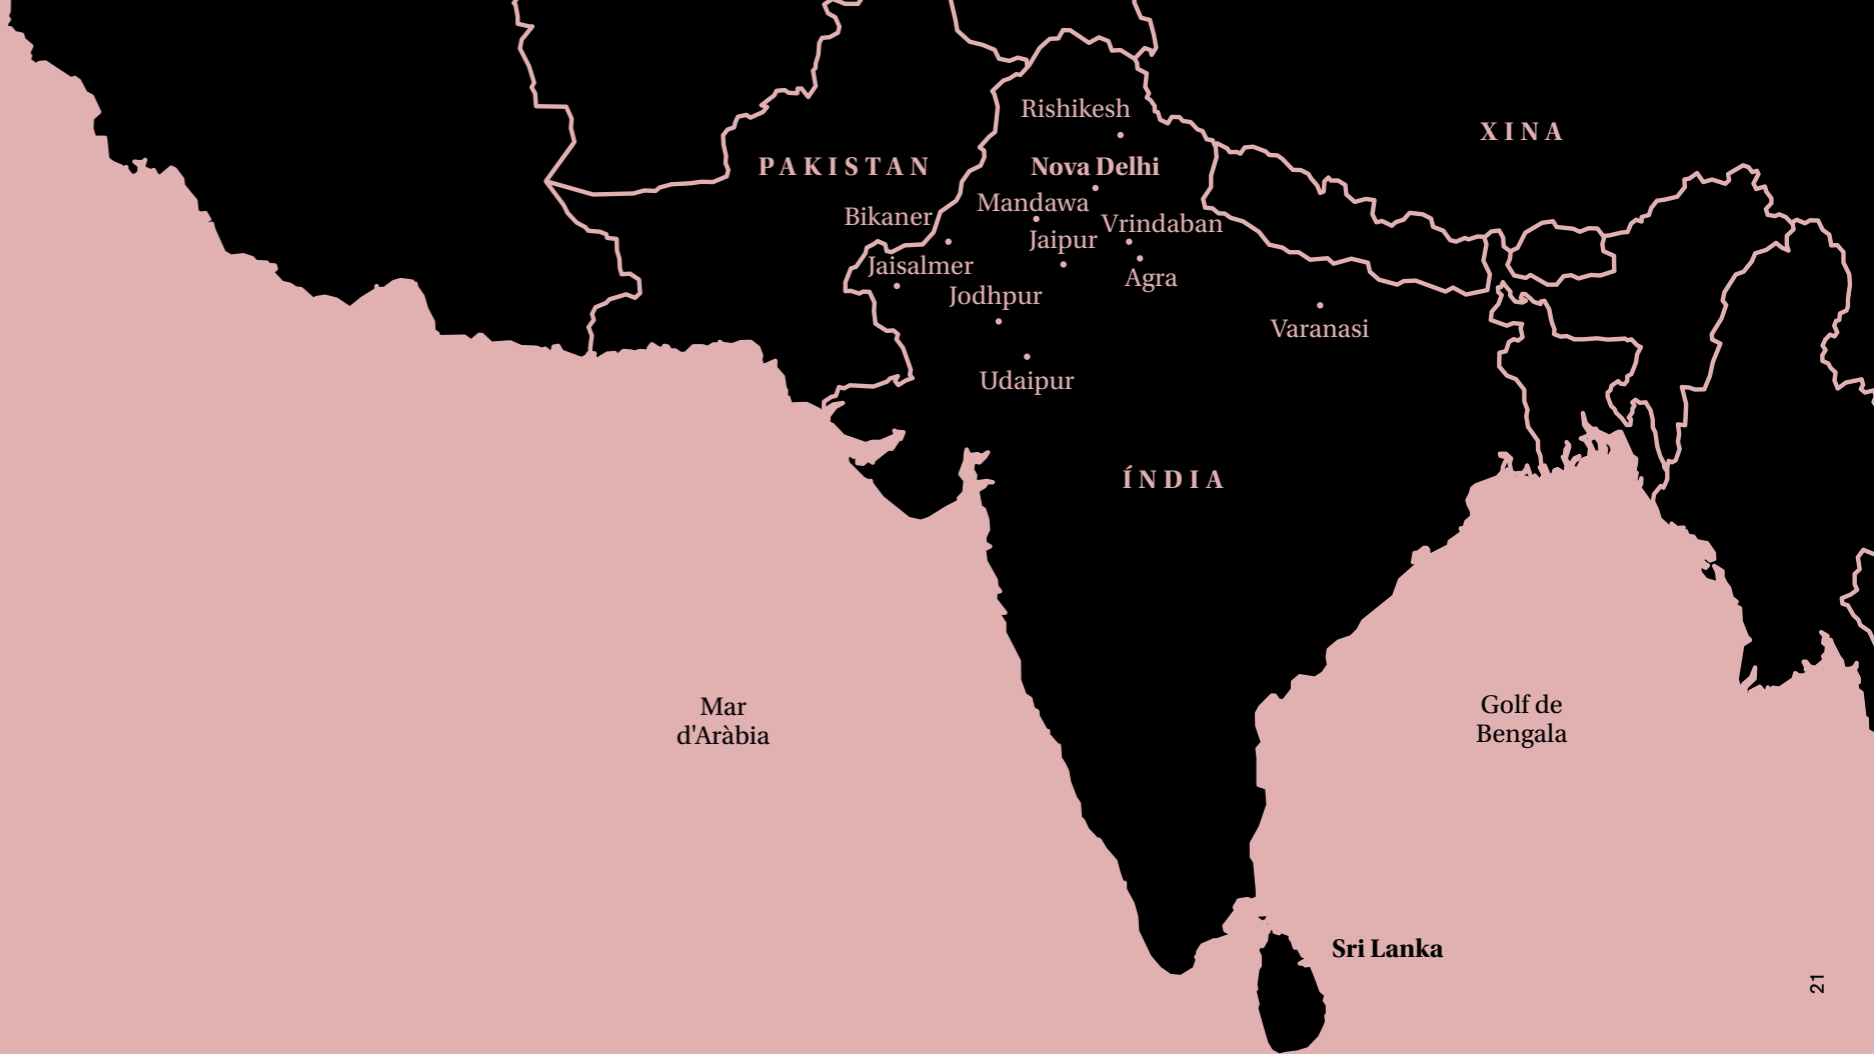 Rishikesh
XINA
PAKISTAN
Nova Delhi
Mandawa
Bikaner
Vrindaban
Jaipur
Jaisalmer
Agra
Jodhpur
Varanasi
Udaipur
ÍNDIA
Mar
d'Aràbia
Golf de
Bengala
Sri Lanka
21